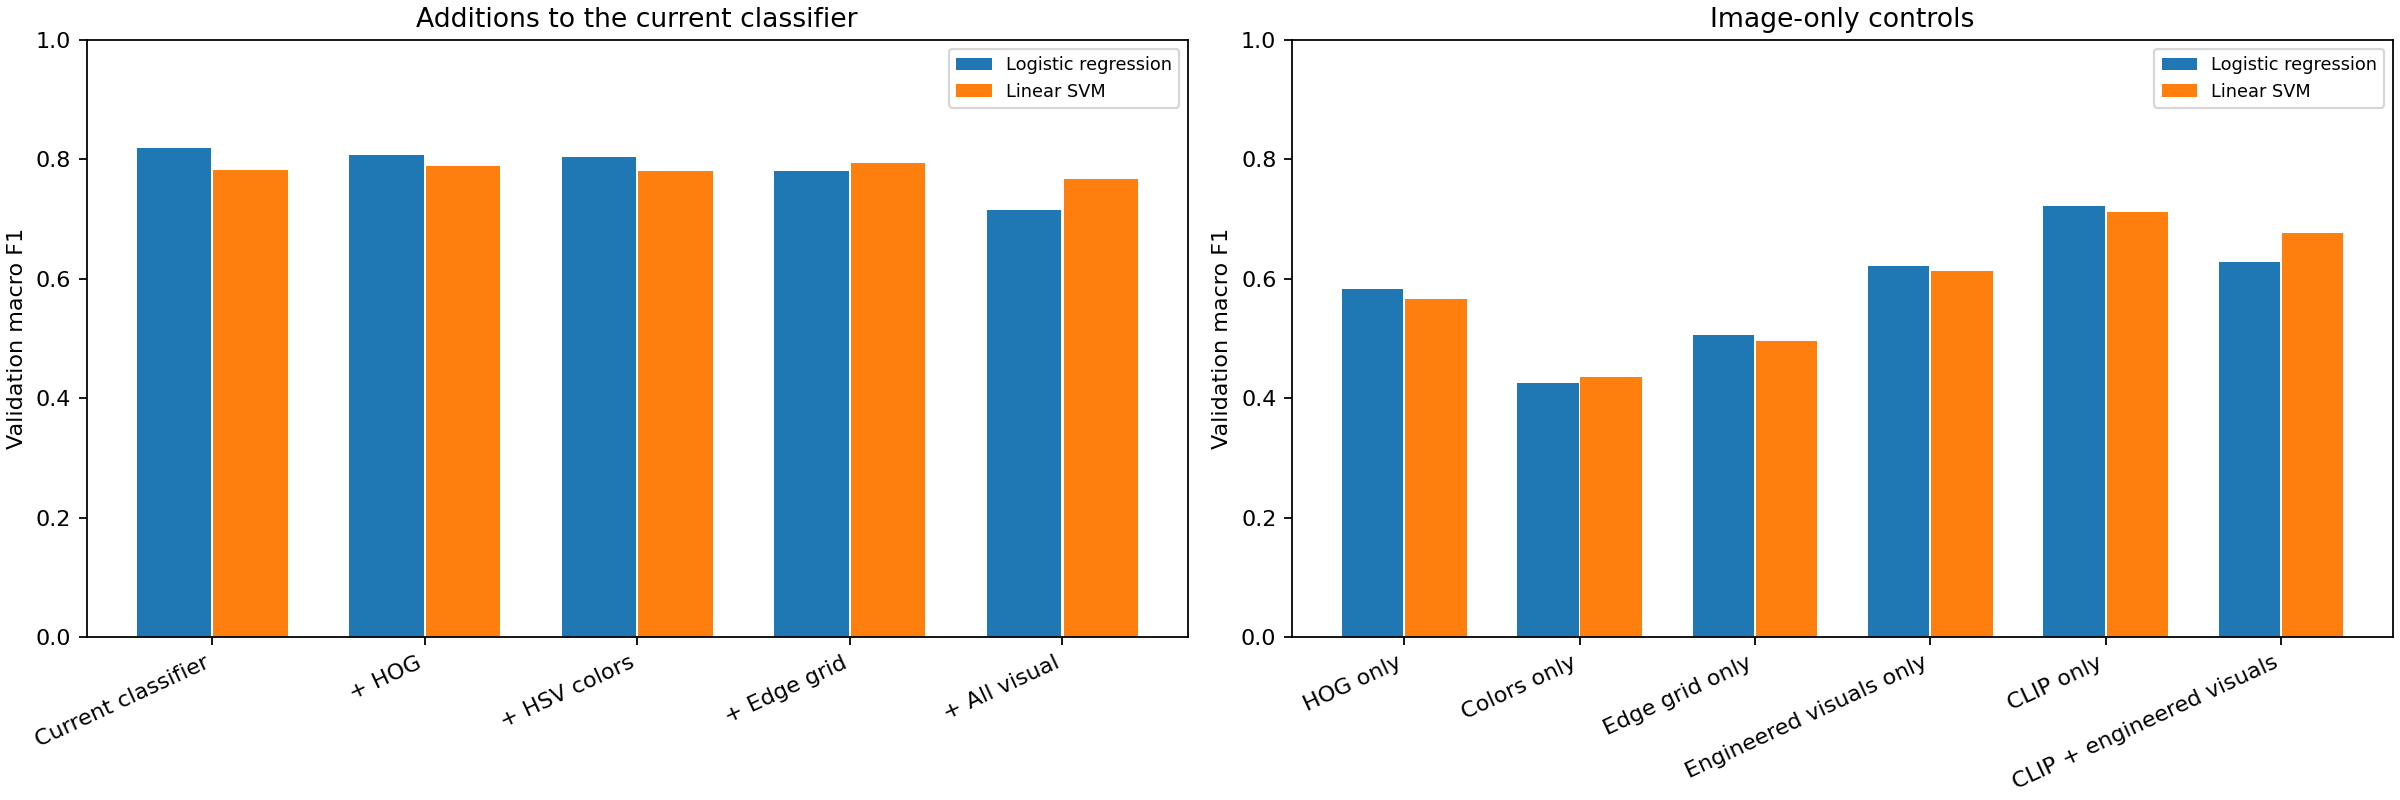 Additions to the current classifier
Validation macro F1
1.0
0.8
0.6
0.4
0.2
0.0
Logistic regression
Linear SVM
Current classifier
+ HOG
+ HSV colors
+ Edge grid
+ All visual
Image-only controls
Validation macro F1
1.0
0.8
0.6
0.4
0.2
0.0
Logistic regression
Linear SVM
HOG only
Colors only
Edge grid only
Engineered visuals only
CLIP only
CLIP + engineered visuals